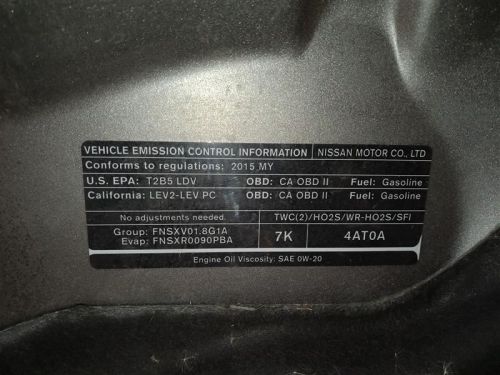 VEHICLE EMISSION CONTROL INFORMATION NISSAN MOTOR CO., LTD
Conforms to regulations: 2015 MY
U.S. EPA: T2B5 LDV OBD: CA OBD II Fuel: Gasoline
California: LEV2-LEV PC OBD: CA OBD II Fuel: Gasoline
No adjustments needed. TWC(2)/HO2S/WR-HO2S/SFI
Group: FNSXV01.8G1A
Evap: FNSXR0090PBA
7K 4AT0A
Engine Oil Viscosity: SAE 0W-20